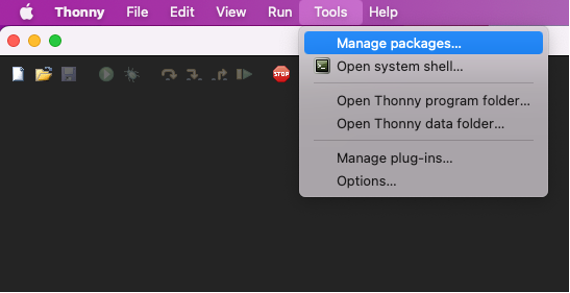 Thonny File Edit View Run Tools Help
Manage packages...
Open system shell...
STOP
Open Thonny program folder...
Open Thonny data folder...
Manage plug-ins...
Options...